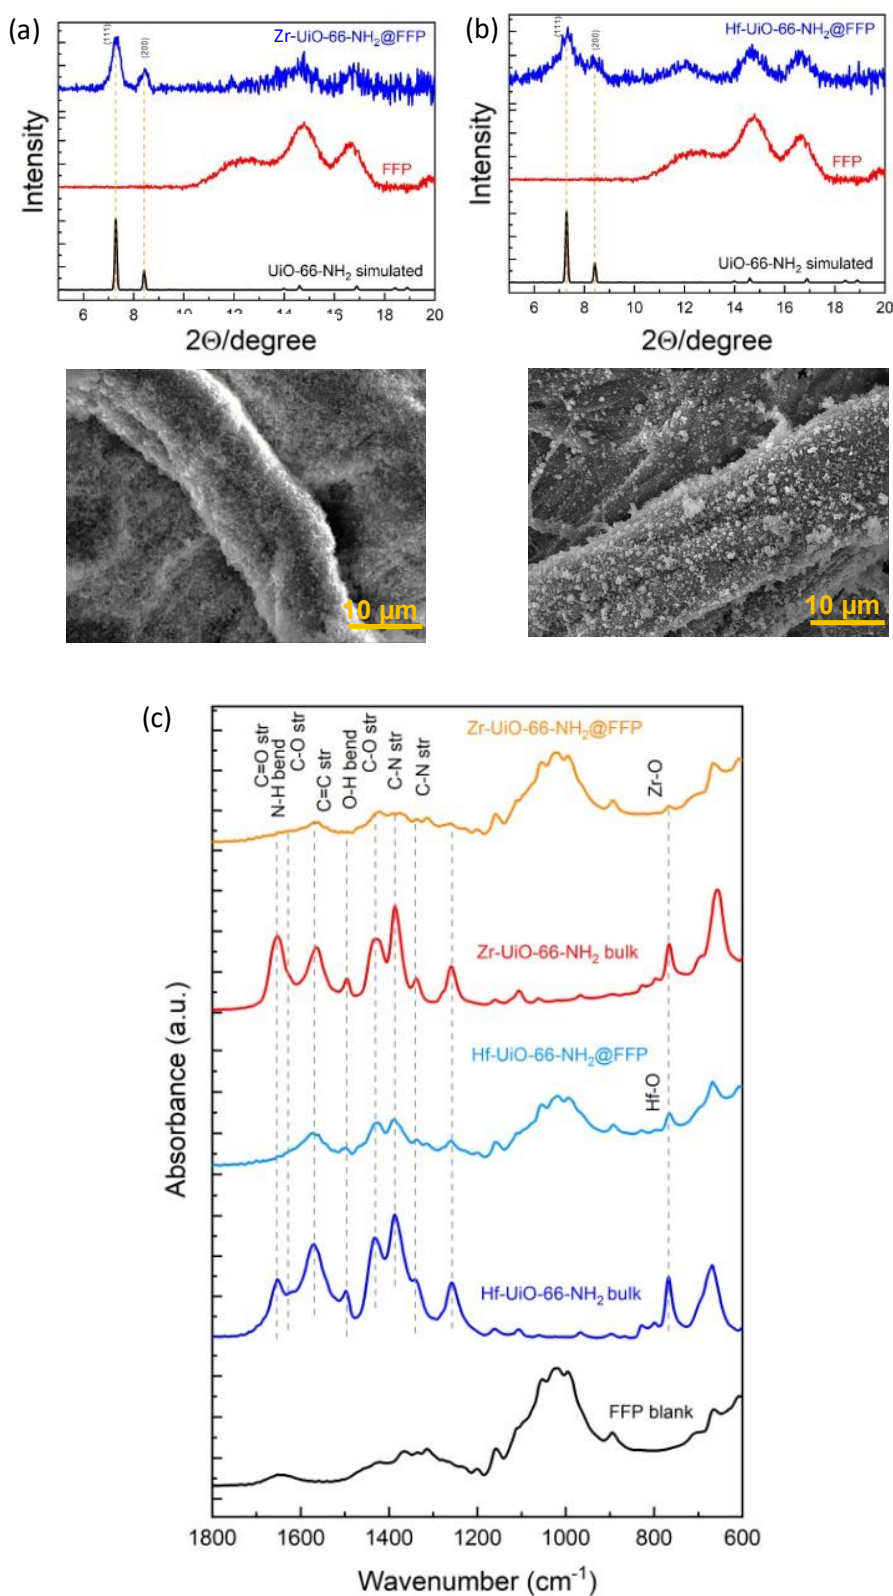 (a)
(111)
(200)
Zr-UiO-66-NH₂@FFP
FFP
UiO-66-NH₂ simulated
Intensity
6 8 10 14 16 18 20
2Θ/degree
(b)
(111)
(200)
Hf-UiO-66-NH₂@FFP
FFP
UiO-66-NH₂ simulated
Intensity
6 8 10 12 14 16 18 20
2Θ/degree
10 µm
10 µm
(c)
C=O str
N-H bend
C-O str
C=C str
O-H bend
C-O str
C-N str
C-N str
Zr-UiO-66-NH₂@FFP
Zr-O
Zr-UiO-66-NH₂ bulk
Hf-UiO-66-NH₂@FFP
Hf-O
Hf-UiO-66-NH₂ bulk
FFP blank
Absorbance (a.u.)
1800 1600 1400 1200 1000 800 600
Wavenumber (cm⁻¹)